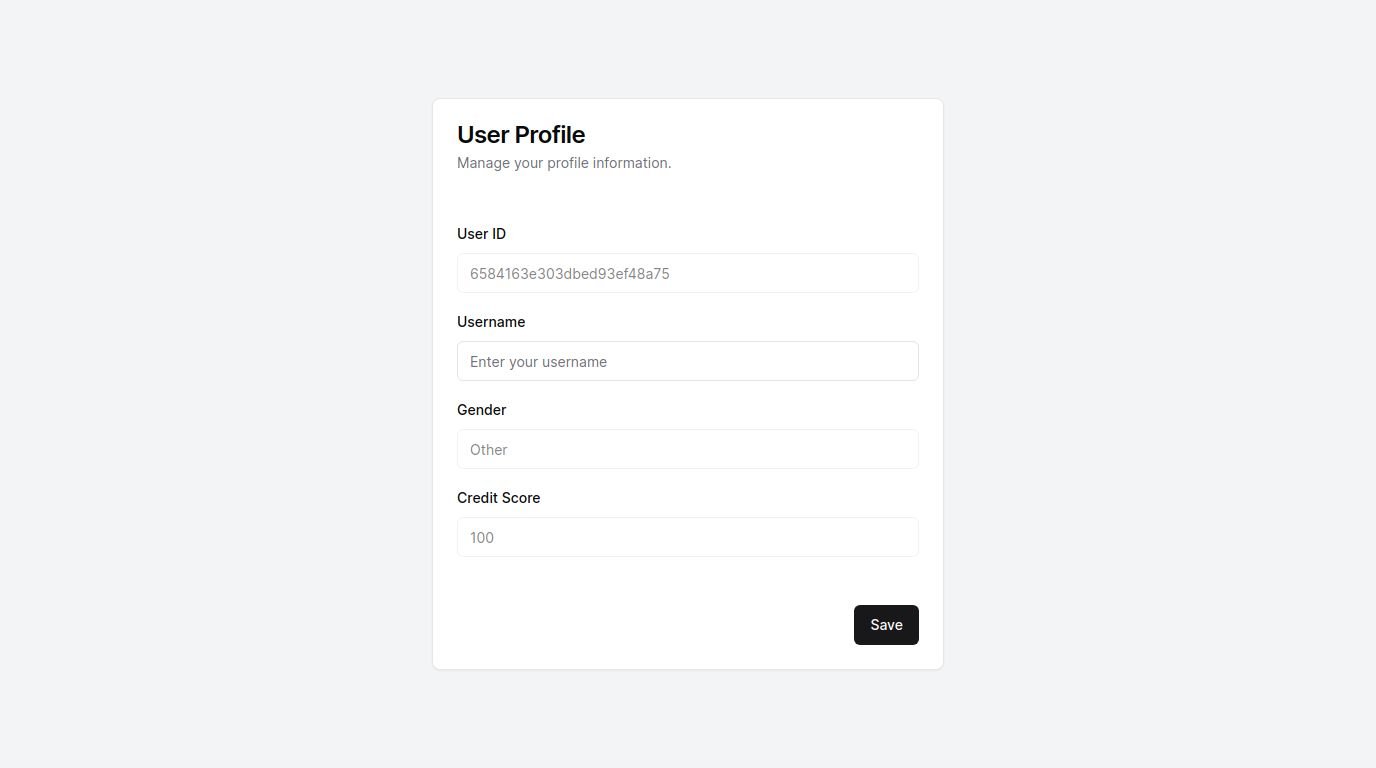 User Profile
Manage your profile information.
User ID
6584163e303dbed93ef48a75
Username
Enter your username
Gender
Other
Credit Score
100
Save